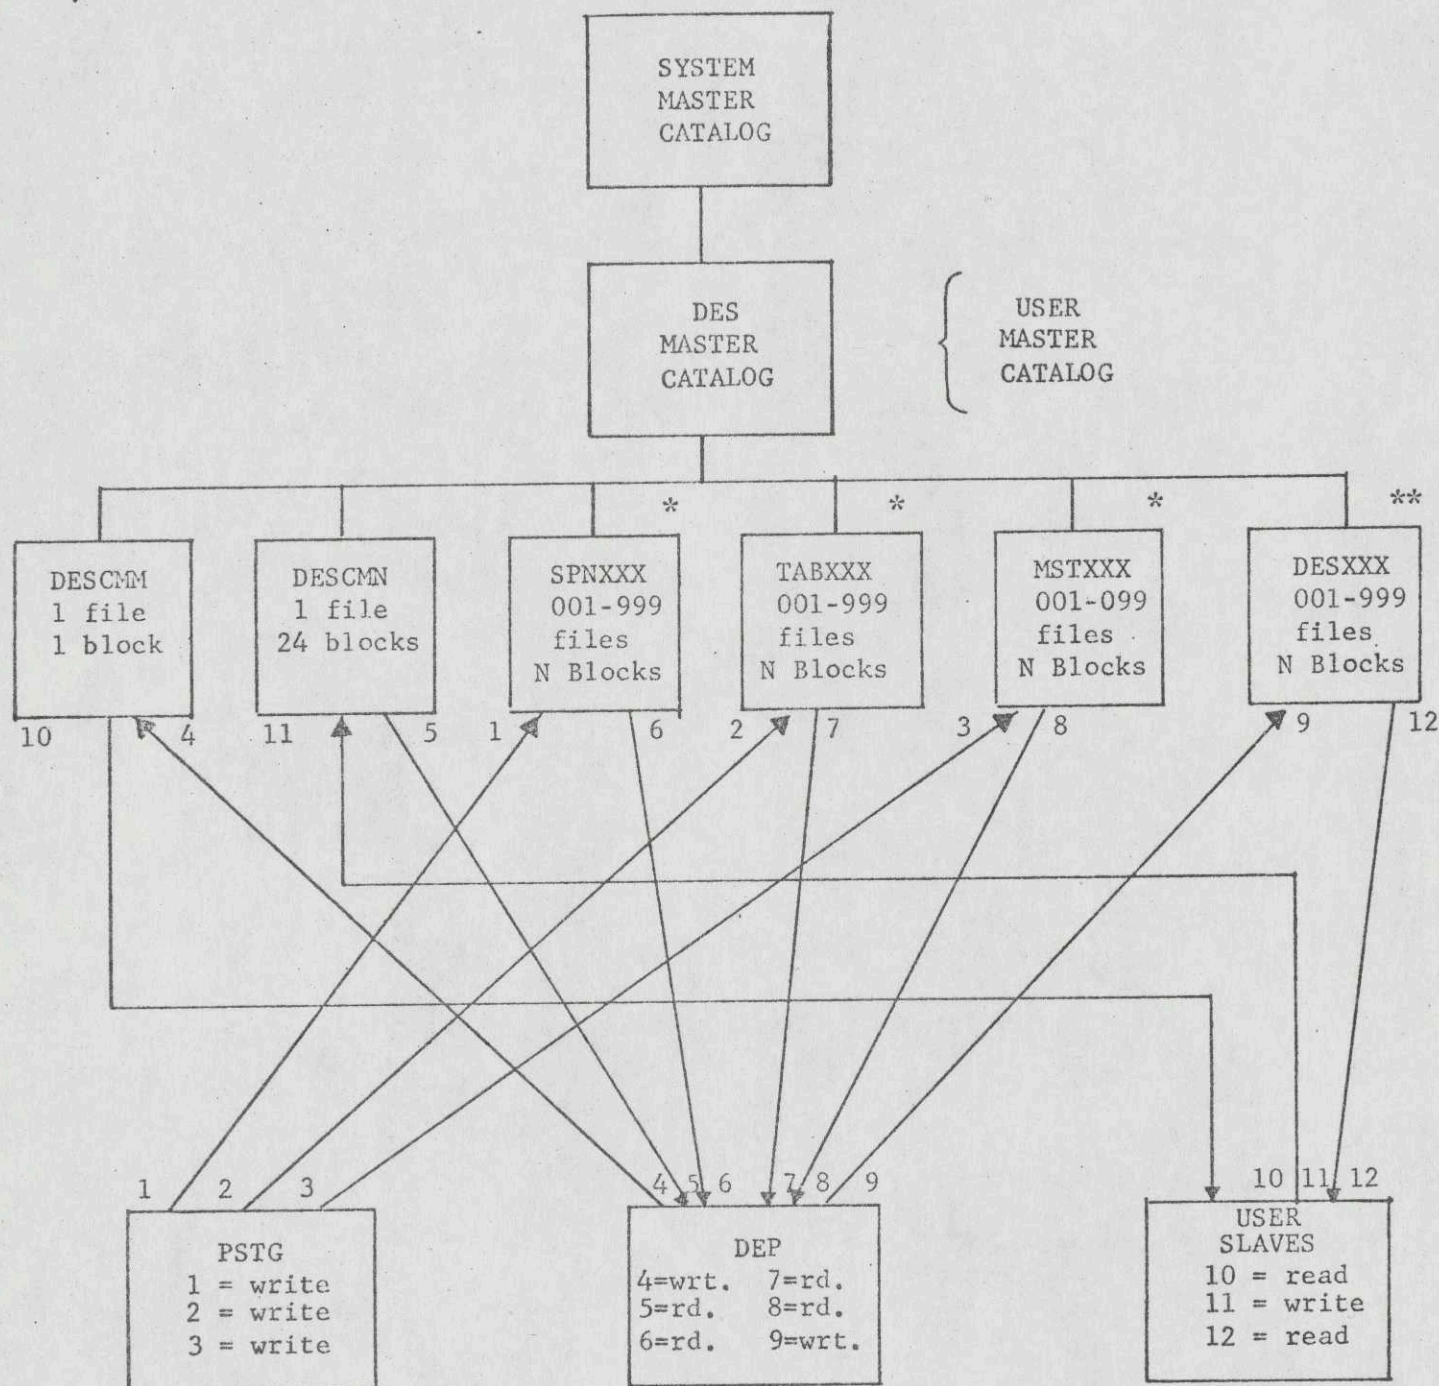 SYSTEM
MASTER
CATALOG
DES
MASTER
CATALOG
USER
MASTER
CATALOG
*
*
*
**
DESCMM
1 file
1 block
DESCMN
1 file
24 blocks
SPNXXX
001-999
files
N Blocks
TABXXX
001-999
files
N Blocks
MSTXXX
001-099
files
N Blocks
DESXXX
001-999
files
N Blocks
10 4 11 5 1 6 2 7 3 8 9 12
1 2 3 4 5 6 7 8 9 10 11 12
PSTG
1 = write
2 = write
3 = write
DEP
4=wrt. 7=rd.
5=rd. 8=rd.
6=rd. 9=wrt.
USER
SLAVES
10 = read
11 = write
12 = read